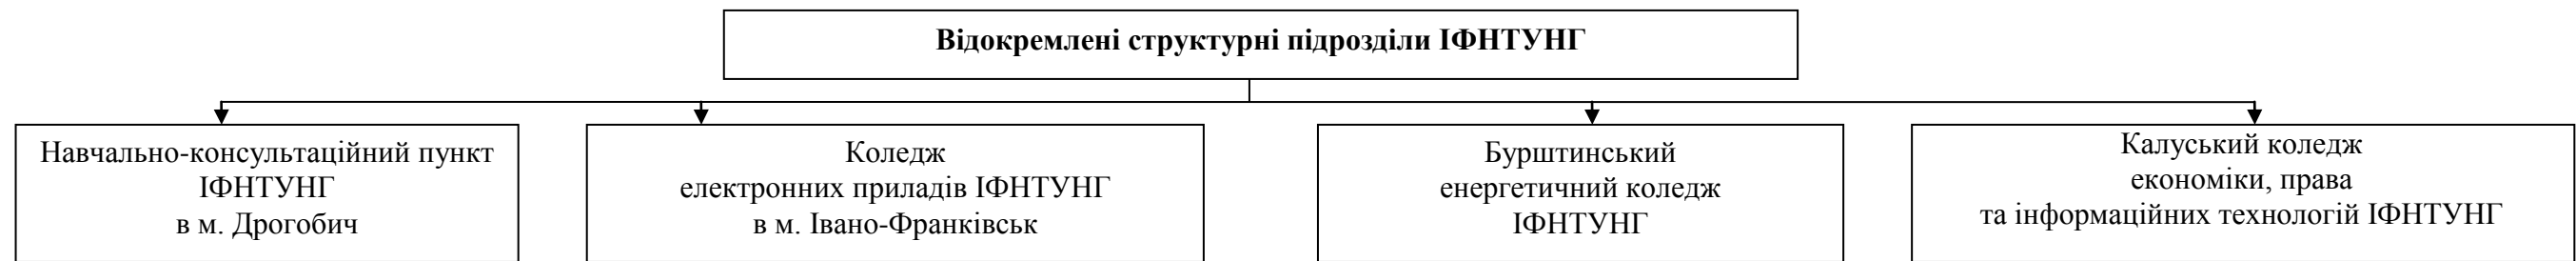 Відокремлені структурні підрозділи ІФНТУНГ
Навчально-консультаційний пункт
ІФНТУНГ
в м. Дрогобич
Коледж
електронних приладів ІФНТУНГ
в м. Івано-Франківськ
Бурштинський
енергетичний коледж
ІФНТУНГ
Калуський коледж
економіки, права
та інформаційних технологій ІФНТУНГ